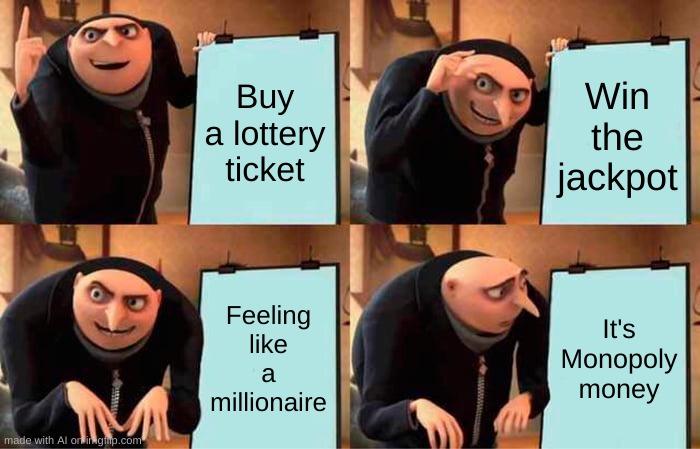 Buy
a lottery
ticket
Win
the
jackpot
Feeling
like
a
millionaire
It's
Monopoly
money
made with AI on imgflip.com